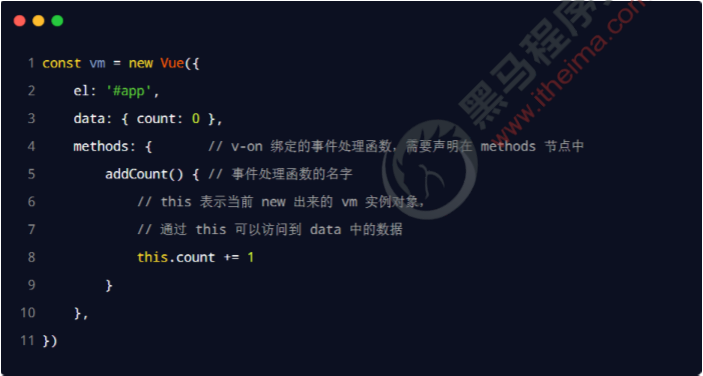 1 const vm = new Vue({
2 el: '#app',
3 data: { count: 0 },
4 methods: { // v-on 绑定的事件处理函数，需要声明在 methods 节点中
5 addCount() { // 事件处理函数的名字
6 // this 表示当前 new 出来的 vm 实例对象，
7 // 通过 this 可以访问到 data 中的数据
8 this.count += 1
9 }
10 },
11 })
黑马程序
www.itheima.com